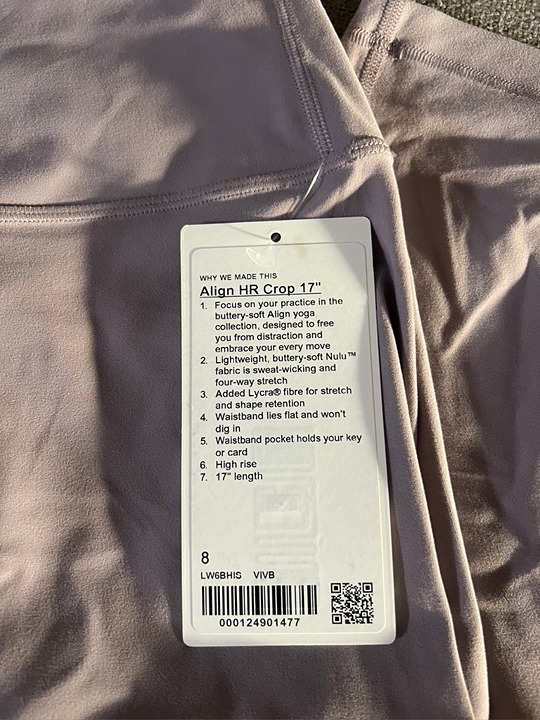 WHY WE MADE THIS
Align HR Crop 17"
1. Focus on your practice in the
buttery-soft Align yoga
collection, designed to free
you from distraction and
embrace your every move
2. Lightweight, buttery-soft Nulu™
fabric is sweat-wicking and
four-way stretch
3. Added Lycra® fibre for stretch
and shape retention
4. Waistband lies flat and won't
dig in
5. Waistband pocket holds your key
or card
6. High rise
7. 17" length
8
LW6BHIS VIVB
000124901477